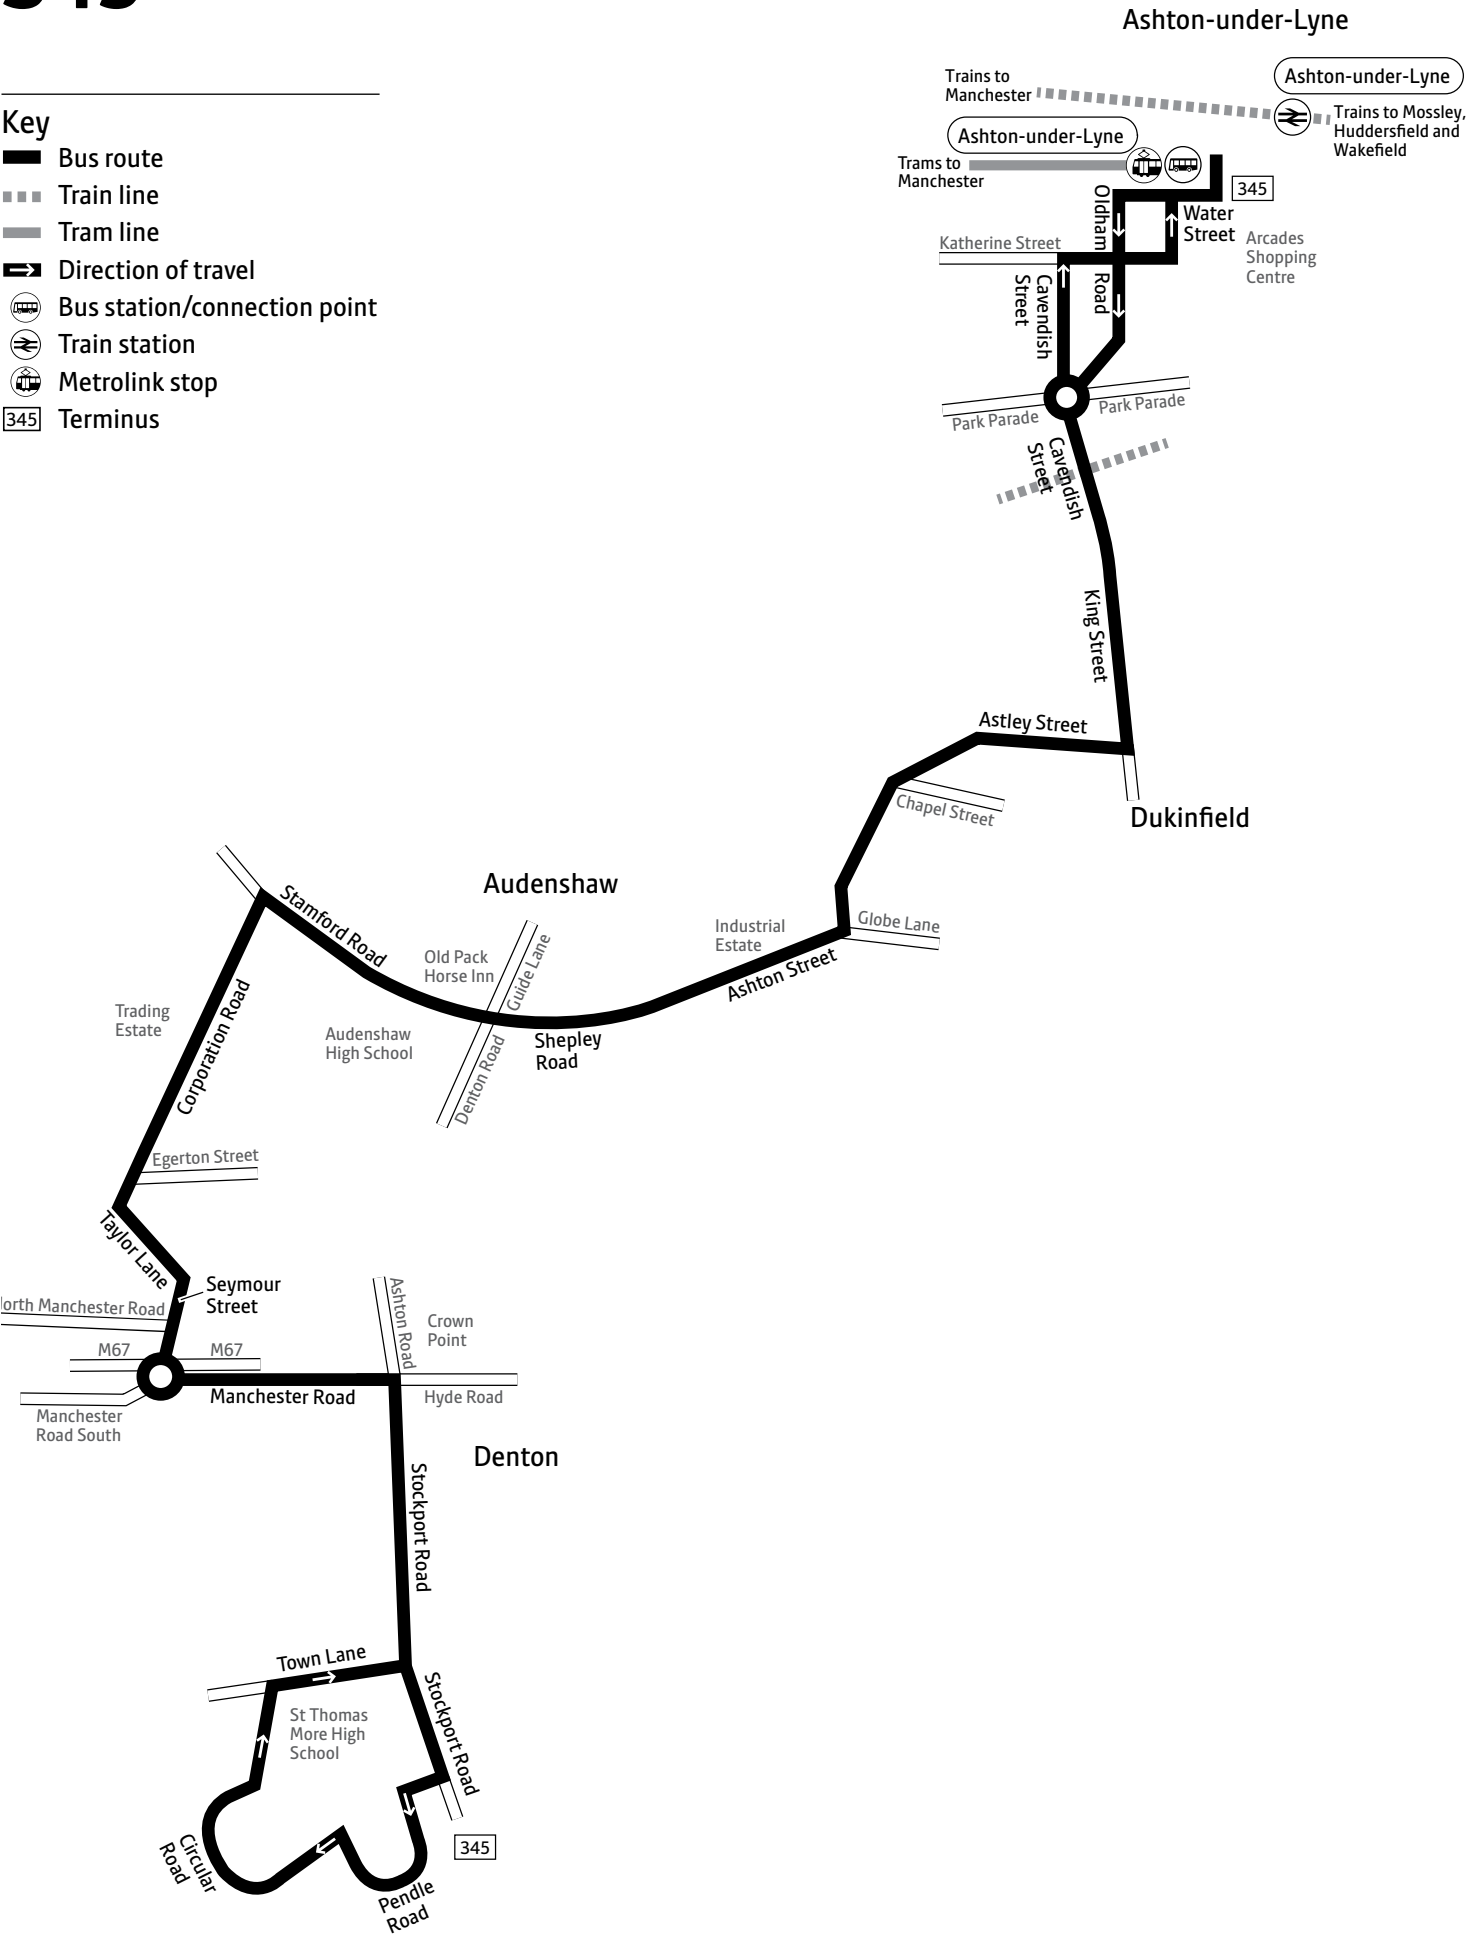 345
Ashton-under-Lyne
Trains to
Manchester
Ashton-under-Lyne
Trains to Mossley,
Huddersfield and
Wakefield
Ashton-under-Lyne
Trams to
Manchester
Key
Bus route
Train line
Tram line
Direction of travel
Bus station/connection point
Train station
Metrolink stop
345 Terminus
345
Oldham
Road
Water
Street
Arcades
Shopping
Centre
Katherine Street
Cavendish
Street
Park Parade
Park Parade
Cavendish
Street
King Street
Astley Street
Chapel Street
Dukinfield
Audenshaw
Stamford Road
Old Pack
Horse Inn
Guide Lane
Industrial
Estate
Globe Lane
Ashton Street
Trading
Estate
Corporation Road
Audenshaw
High School
Denton Road
Shepley
Road
Egerton Street
Taylor Lane
Seymour
Street
orth Manchester Road
M67
M67
Ashton Road
Crown
Point
Manchester Road
Hyde Road
Manchester
Road South
Denton
Stockport Road
Town Lane
St Thomas
More High
School
Stockport Road
345
Circular
Road
Pendle
Road